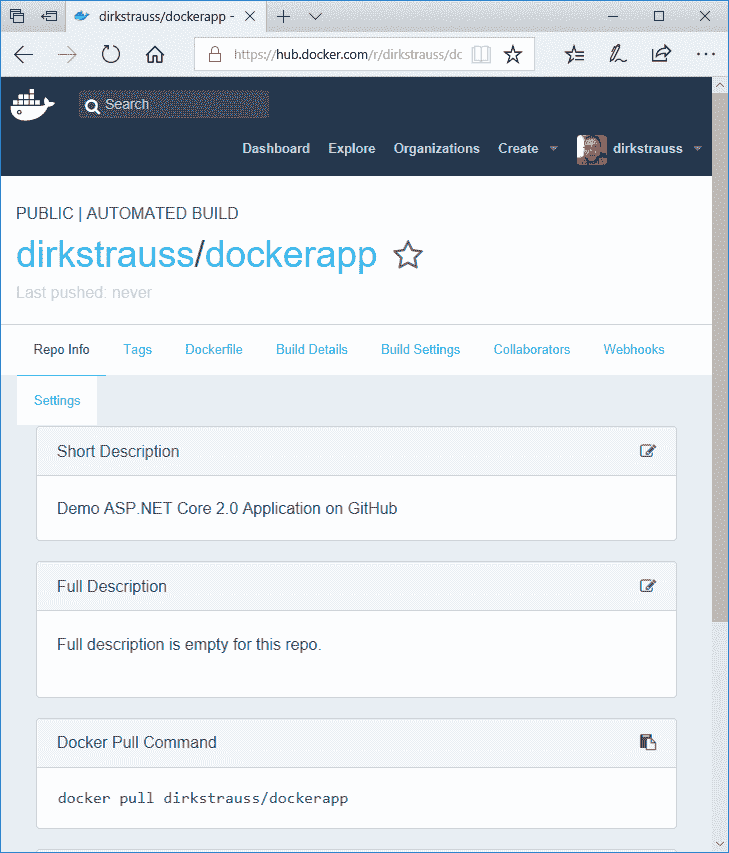 dirkstrauss/dockerapp -
https://hub.docker.com/r/dirkstrauss/dc
Search
Dashboard Explore Organizations Create dirkstrauss
PUBLIC | AUTOMATED BUILD
dirkstrauss/dockerapp
Last pushed: never
Repo Info Tags Dockerfile Build Details Build Settings Collaborators Webhooks
Settings
Short Description
Demo ASP.NET Core 2.0 Application on GitHub
Full Description
Full description is empty for this repo.
Docker Pull Command
docker pull dirkstrauss/dockerapp